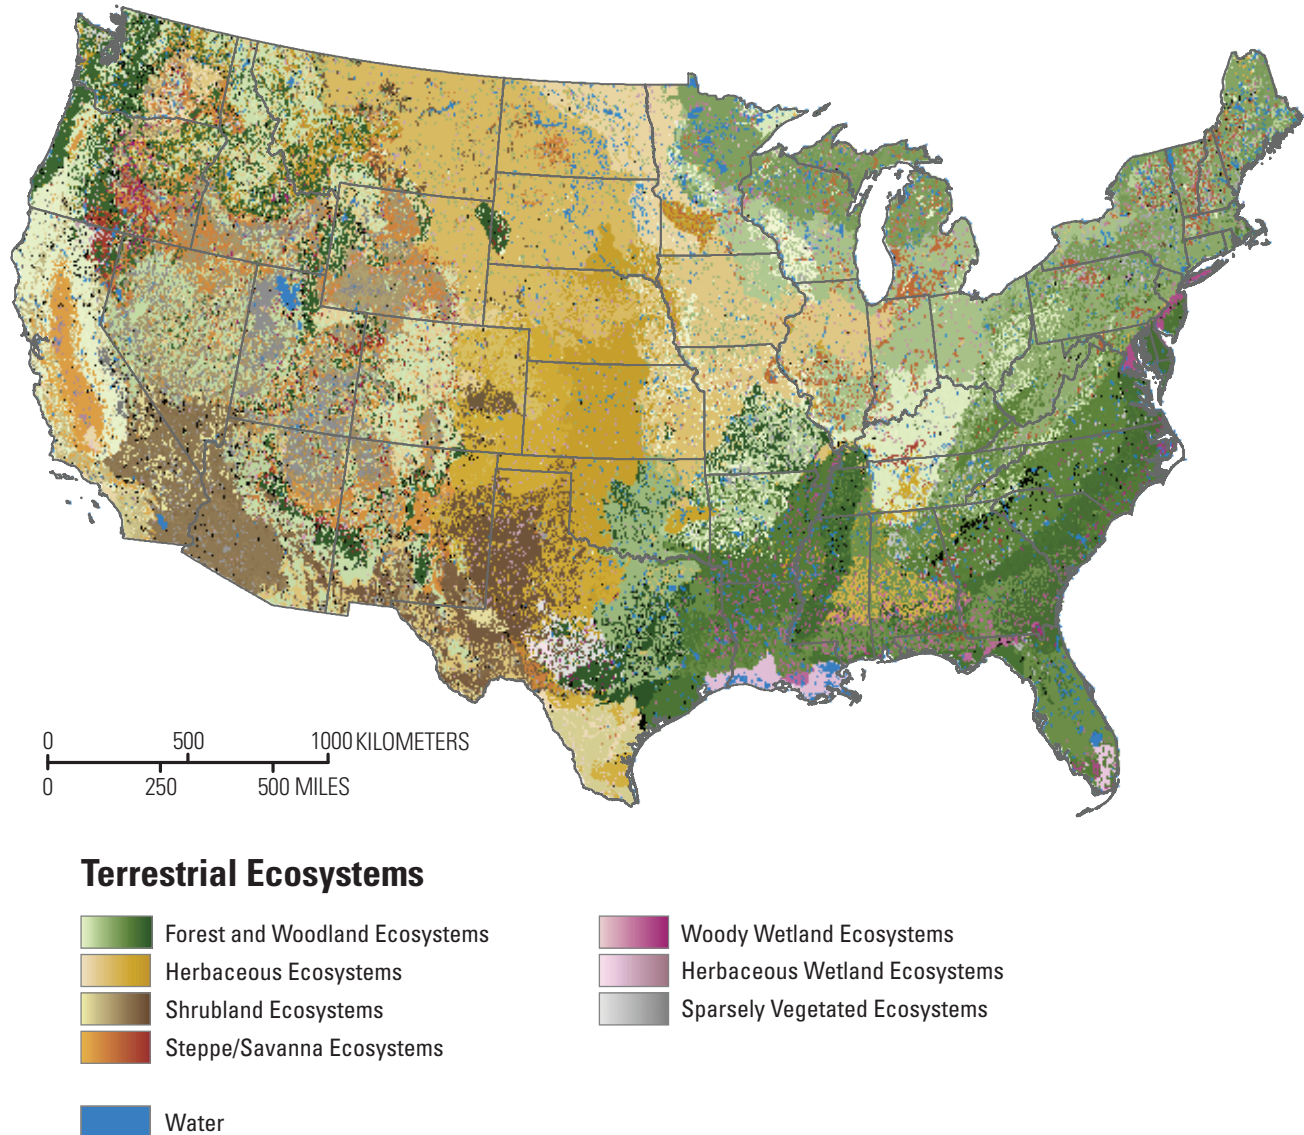 0 500 1000 KILOMETERS
0 250 500 MILES
Terrestrial Ecosystems
Forest and Woodland Ecosystems
Herbaceous Ecosystems
Shrubland Ecosystems
Steppe/Savanna Ecosystems
Woody Wetland Ecosystems
Herbaceous Wetland Ecosystems
Sparsely Vegetated Ecosystems
Water